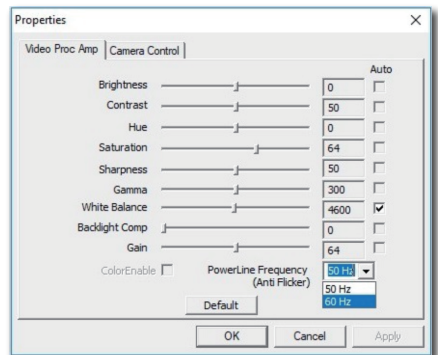 Properties
Video Proc Amp Camera Control
Auto
Brightness 0
Contrast 50
Hue 0
Saturation 64
Sharpness 50
Gamma 300
White Balance 4600
Backlight Comp 0
Gain 64
ColorEnable PowerLine Frequency 50 Hz
(Anti Flicker) 50 Hz
60 Hz
Default
OK Cancel Apply